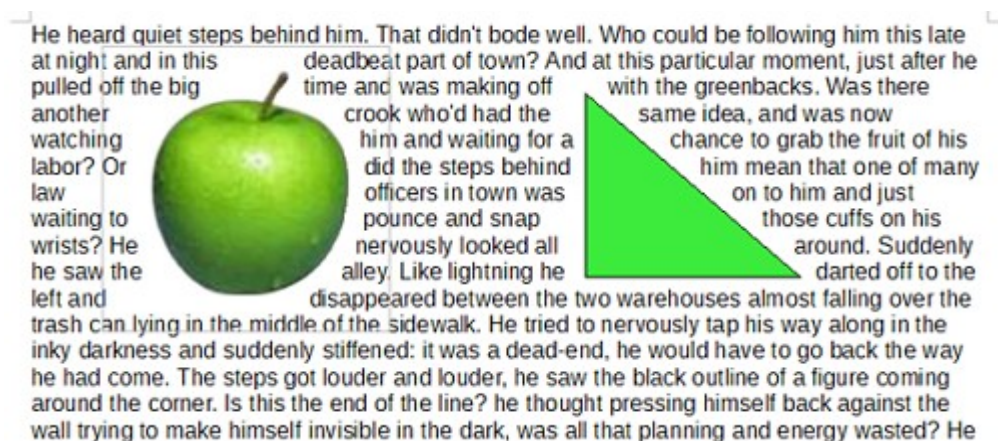 He heard quiet steps behind him. That didn't bode well. Who could be following him this late
at night and in this deadbeat part of town? And at this particular moment, just after he
pulled off the big time and was making off with the greenbacks. Was there
another crook who'd had the same idea, and was now
watching him and waiting for a chance to grab the fruit of his
labor? Or did the steps behind him mean that one of many
law officers in town was on to him and just
waiting to pounce and snap those cuffs on his
wrists? He nervously looked all around. Suddenly
he saw the alley. Like lightning he darted off to the
left and disappeared between the two warehouses almost falling over the
trash can lying in the middle of the sidewalk. He tried to nervously tap his way along in the
inky darkness and suddenly stiffened: it was a dead-end, he would have to go back the way
he had come. The steps got louder and louder, he saw the black outline of a figure coming
around the corner. Is this the end of the line? he thought pressing himself back against the
wall trying to make himself invisible in the dark, was all that planning and energy wasted? He